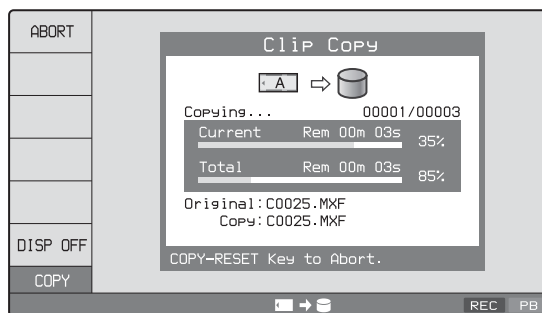 ABORT
Clip Copy
A
Copying... 00001/00003
Current Rem 00m 03s 35%
Total Rem 00m 03s 85%
Original:C0025.MXF
Copy:C0025.MXF
DISP OFF
COPY-RESET Key to Abort.
COPY
REC PB